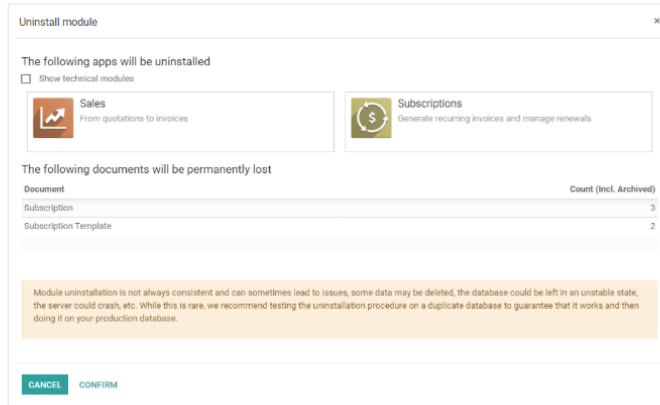 Uninstall module
×
The following apps will be uninstalled
Show technical modules
Sales
From quotations to invoices
Subscriptions
Generate recurring invoices and manage renewals
The following documents will be permanently lost
Document Count (Incl. Archived)
Subscription 3
Subscription Template 2
Module uninstallation is not always consistent and can sometimes lead to issues, some data may be deleted, the database could be left in an unstable state,
the server could crash, etc. While this is rare, we recommend testing the uninstallation procedure on a duplicate database to guarantee that it works and then
doing it on your production database.
CANCEL CONFIRM